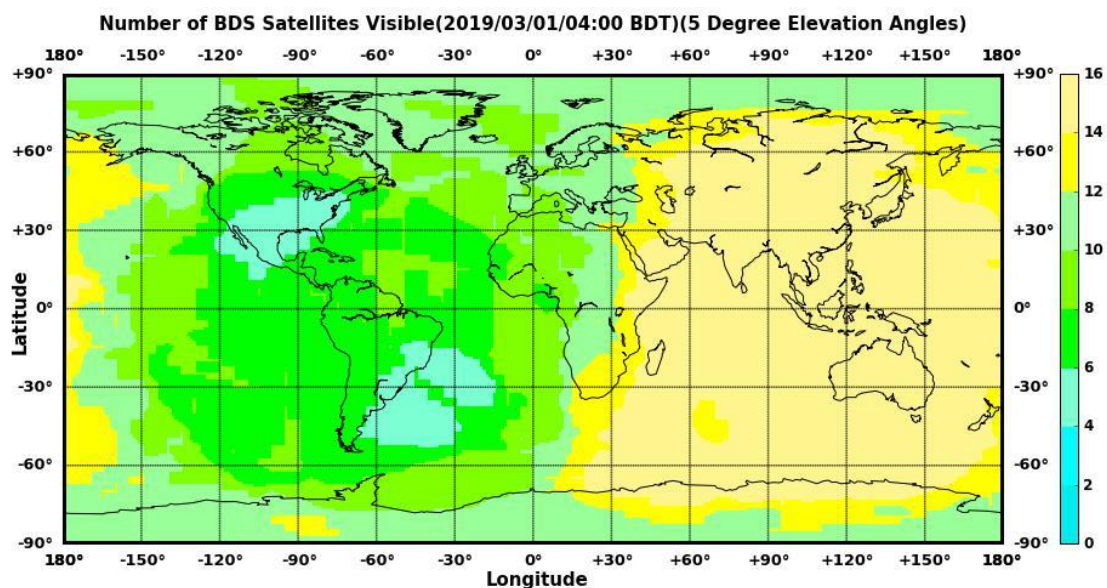 Number of BDS Satellites Visible(2019/03/01/04:00 BDT)(5 Degree Elevation Angles)
180° -150° -120° -90° -60° -30° 0° +30° +60° +90° +120° +150° 180°
+90° +90° 16
14
+60° +60°
12
+30° +30°
10
Latitude
0° 0°
8
6
-30° -30°
4
-60° -60°
2
-90° -90° 0
180° -150° -120° -90° -60° -30° 0° +30° +60° +90° +120° +150° 180°
Longitude